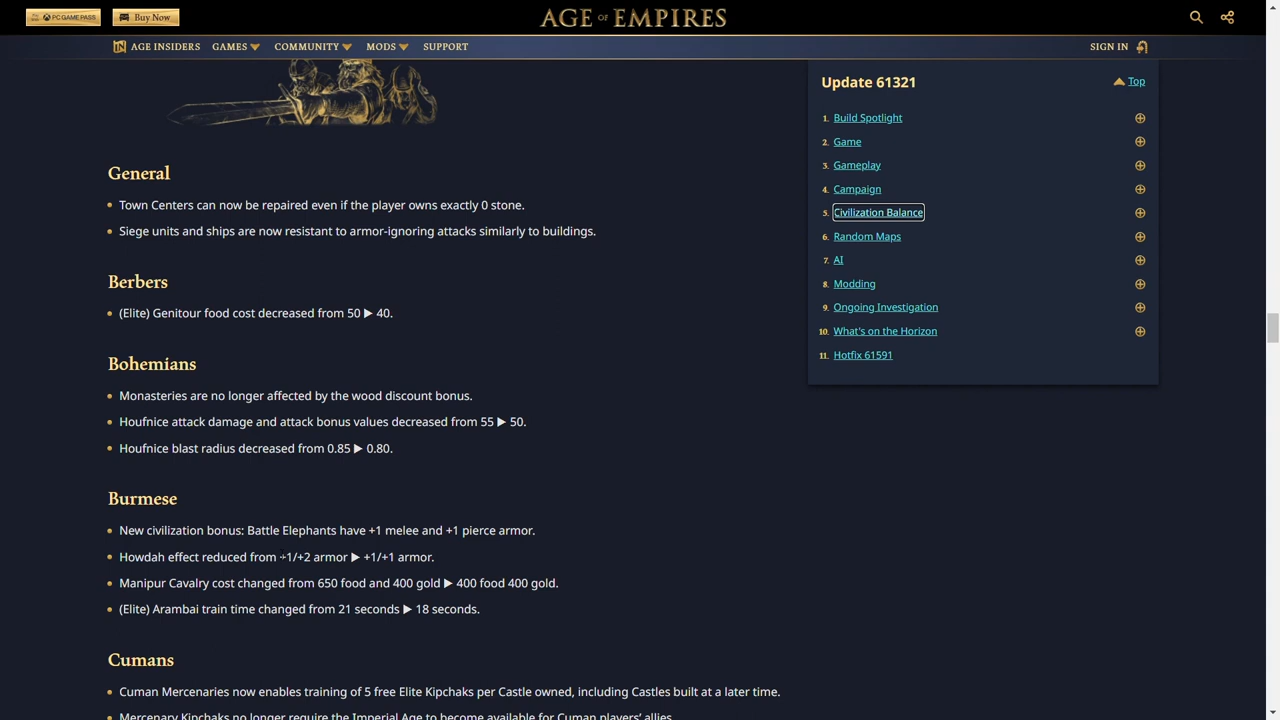 PC GAME PASS
Buy Now
AGE OF EMPIRES
AGE INSIDERS
GAMES
COMMUNITY
MODS
SUPPORT
SIGN IN
General
• Town Centers can now be repaired even if the player owns exactly 0 stone.
• Siege units and ships are now resistant to armor-ignoring attacks similarly to buildings.
Berbers
• (Elite) Genitour food cost decreased from 50 ▶ 40.
Bohemians
• Monasteries are no longer affected by the wood discount bonus.
• Houfnice attack damage and attack bonus values decreased from 55 ▶ 50.
• Houfnice blast radius decreased from 0.85 ▶ 0.80.
Burmese
• New civilization bonus: Battle Elephants have +1 melee and +1 pierce armor.
• Howdah effect reduced from +1/+2 armor ▶ +1/+1 armor.
• Manipur Cavalry cost changed from 650 food and 400 gold ▶ 400 food 400 gold.
• (Elite) Arambai train time changed from 21 seconds ▶ 18 seconds.
Cumans
• Cuman Mercenaries now enables training of 5 free Elite Kipchaks per Castle owned, including Castles built at a later time.
• Mercenary Kipchaks no longer require the Imperial Age to become available for Cuman players' allies.
Update 61321
Top
1. Build Spotlight
2. Game
3. Gameplay
4. Campaign
5. Civilization Balance
6. Random Maps
7. AI
8. Modding
9. Ongoing Investigation
10. What's on the Horizon
11. Hotfix 61591